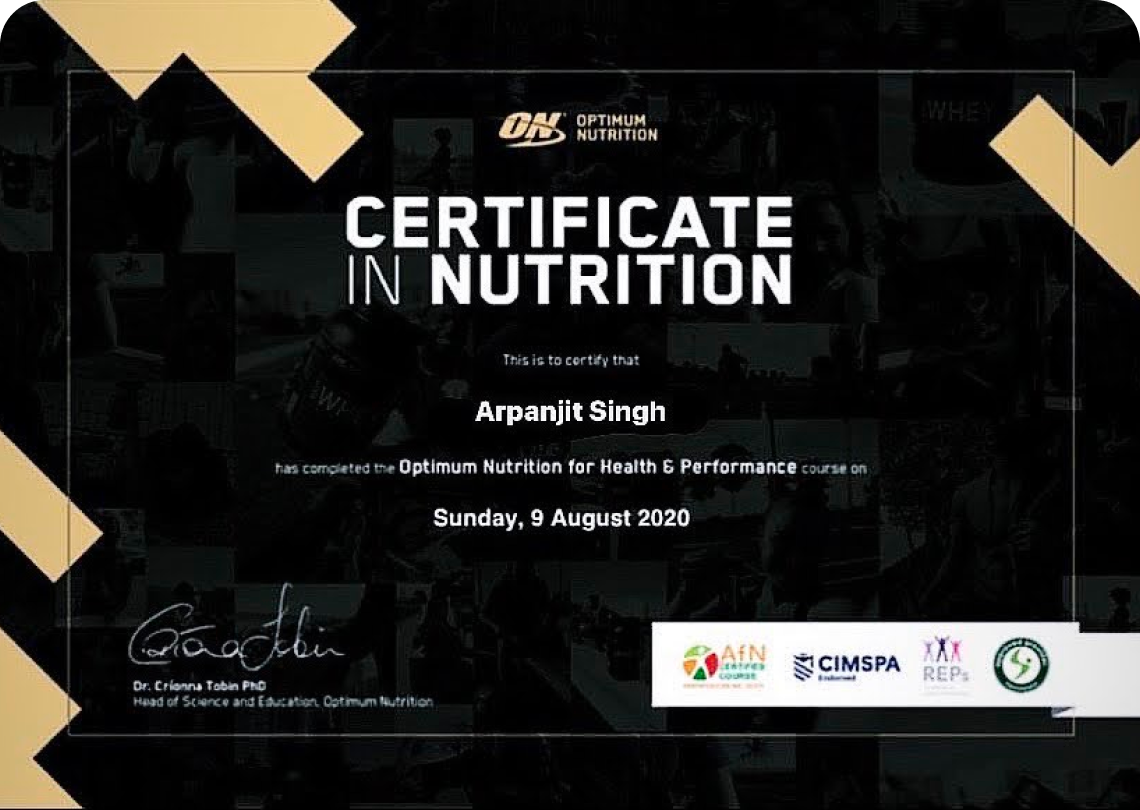 ON OPTIMUM
NUTRITION
WHEY
CERTIFICATE
IN NUTRITION
This is to certify that
Arpanjit Singh
has completed the Optimum Nutrition for Health & Performance course on
Sunday, 9 August 2020
Críonna Tobin
Dr. Críonna Tobin PhD
Head of Science and Education, Optimum Nutrition
AfN
CERTIFIED
COURSE
CIMSPA
Endorsed
REPs